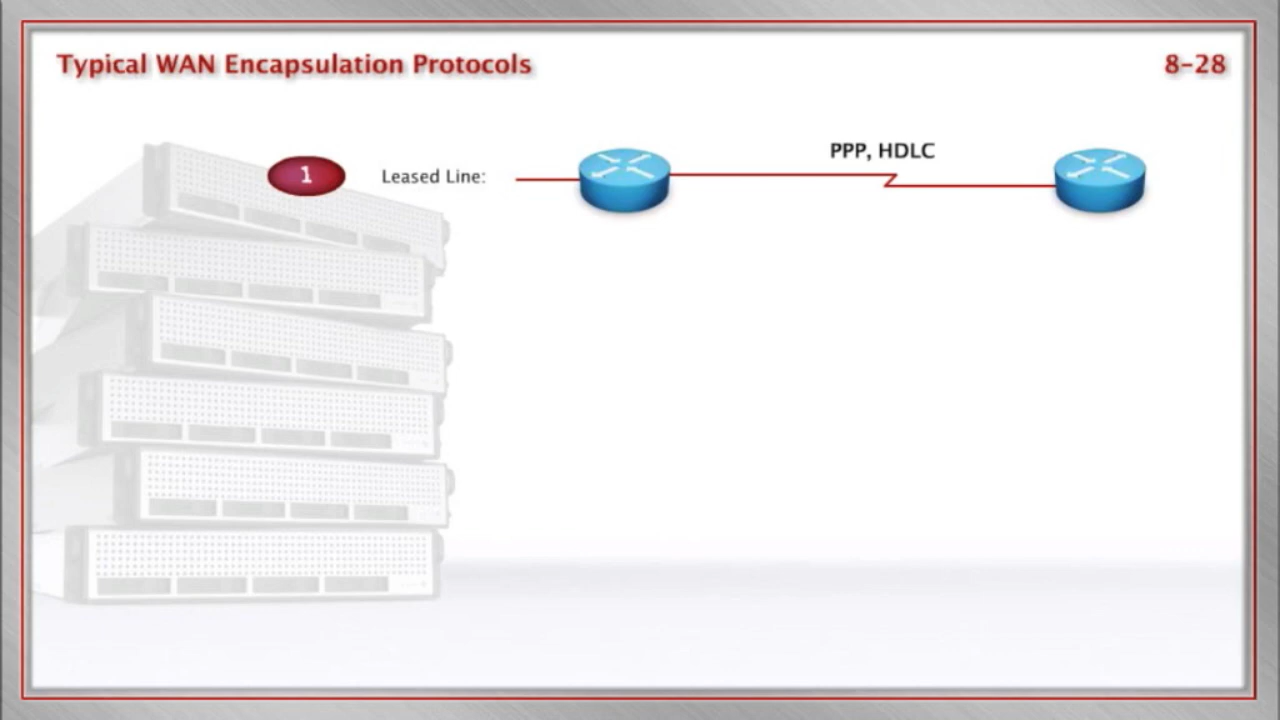 Typical WAN Encapsulation Protocols
8-28
PPP, HDLC
1
Leased Line: